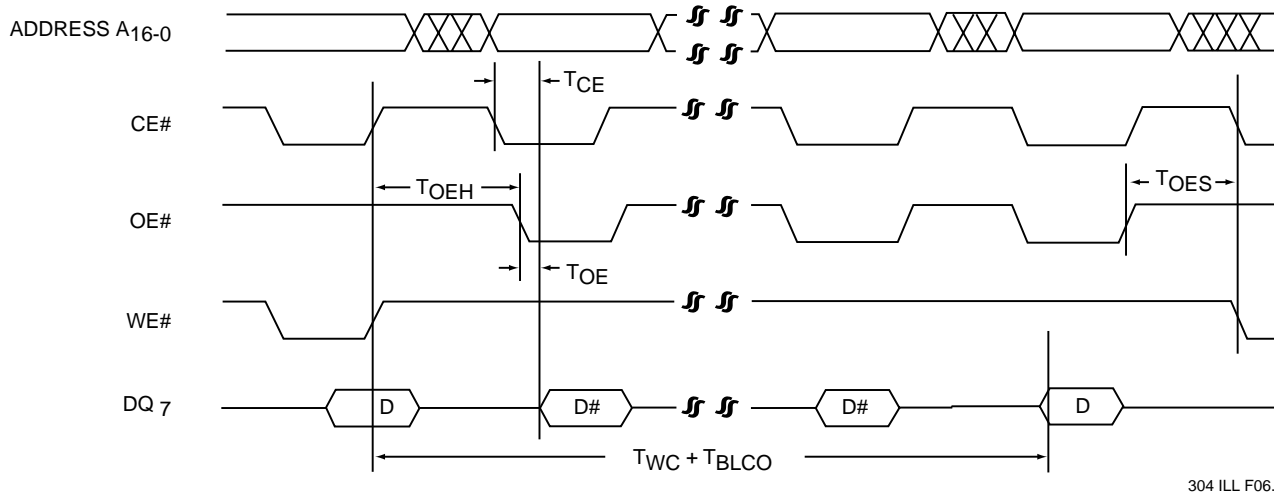 ADDRESS A16-0
TCE
CE#
TOEH
TOES
OE#
TOE
WE#
DQ 7
D
D#
D#
D
TWC + TBLCO
304 ILL F06.